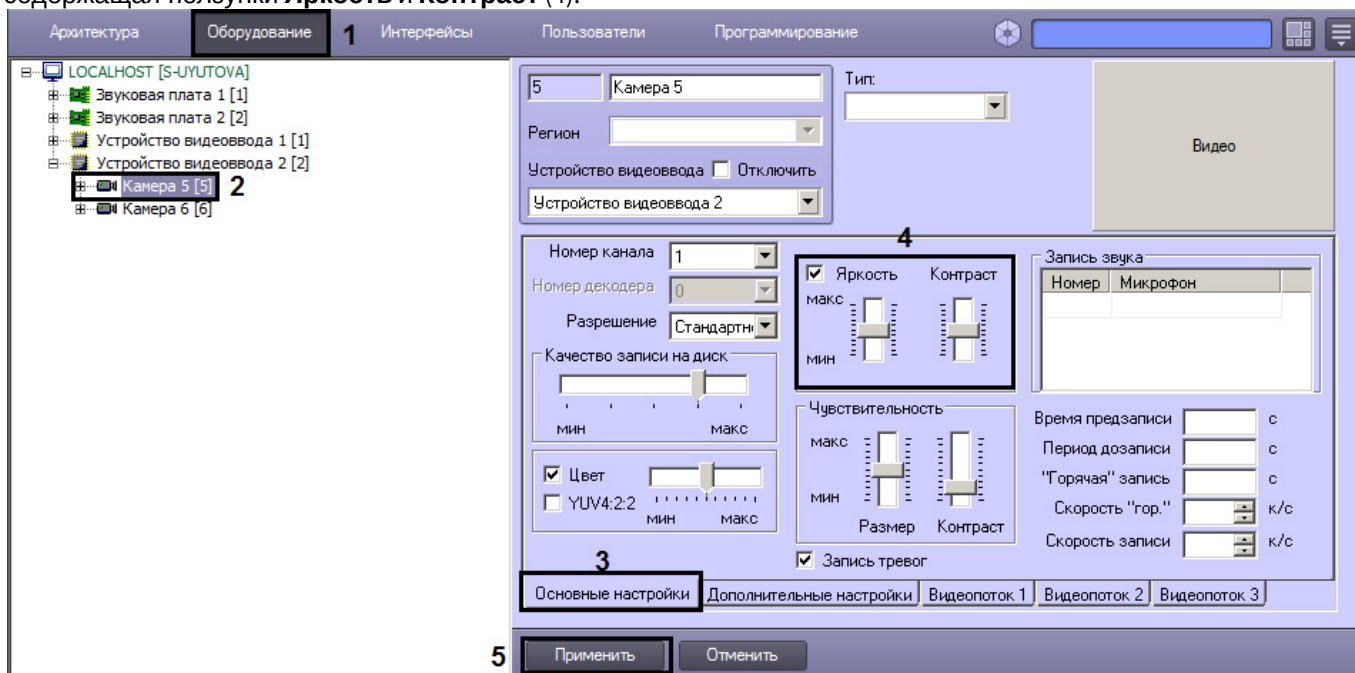 содержащая ползунки Яркость и Контраст (4).
Архитектура Оборудование 1 Интерфейсы Пользователи Программирование
LOCALHOST [S-UYUTOVA]
Звуковая плата 1 [1]
Звуковая плата 2 [2]
Устройство видеоввода 1 [1]
Устройство видеоввода 2 [2]
Камера 5 [5] 2
Камера 6 [6]
5 Камера 5
Тип:
Регион
Устройство видеоввода Отключить
Устройство видеоввода 2
Видео
Номер канала 1
Номер декодера 0
Разрешение Стандартн
Качество записи на диск
мин макс
Цвет
YUV4:2:2
мин макс
4
Яркость Контраст
макс
мин
Чувствительность
макс
мин
Размер Контраст
Запись тревог
Запись звука
Номер Микрофон
Время предзаписи с
Период дозаписи с
"Горячая" запись с
Скорость "гор." к/с
Скорость записи к/с
3
Основные настройки Дополнительные настройки Видеопоток 1 Видеопоток 2 Видеопоток 3
5 Применить Отменить